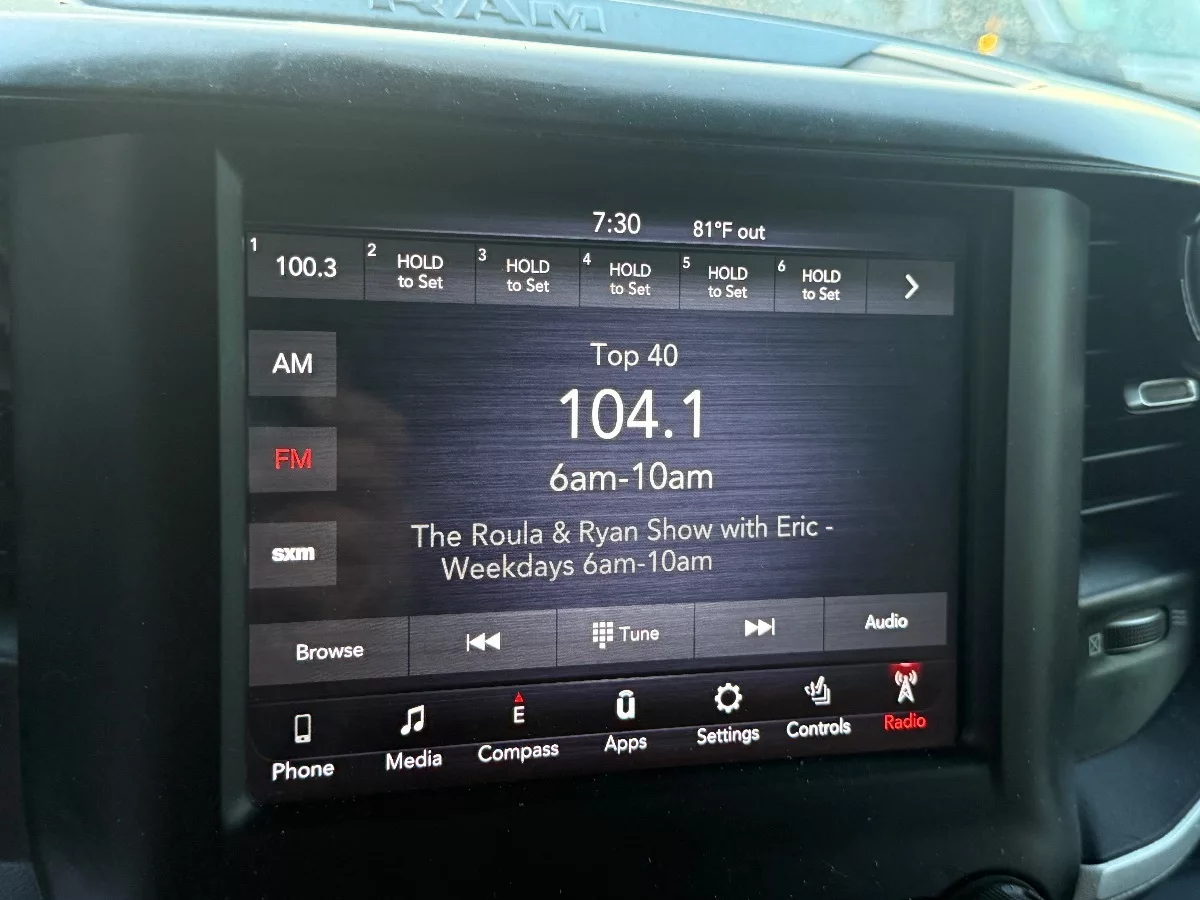 RAM
7:30 81°F out
1 100.3
2 HOLD
to Set
3 HOLD
to Set
4 HOLD
to Set
5 HOLD
to Set
6 HOLD
to Set
AM
FM
sxm
Top 40
104.1
6am-10am
The Roula & Ryan Show with Eric -
Weekdays 6am-10am
Browse
Tune
Audio
Phone
Media
E
Compass
Apps
Settings
Controls
Radio